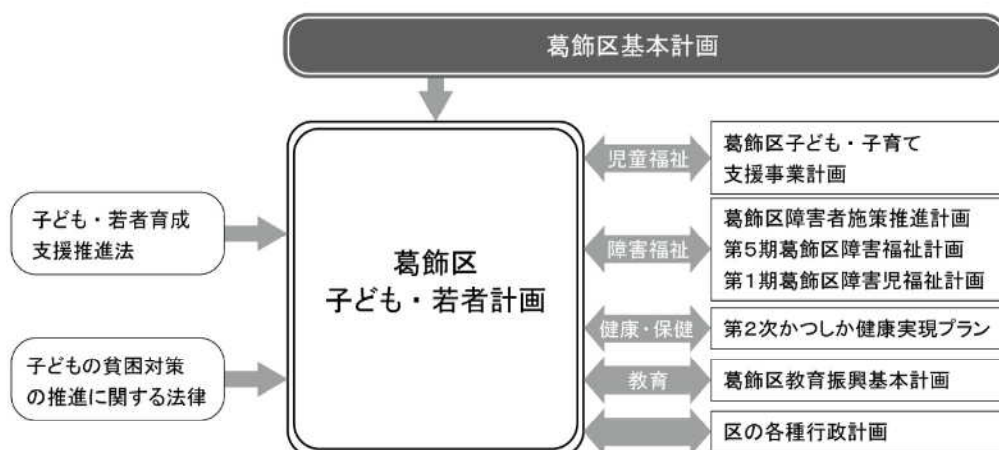 葛飾区基本計画
子ども・若者育成
支援推進法
子どもの貧困対策
の推進に関する法律
葛飾区
子ども・若者計画
児童福祉
葛飾区子ども・子育て
支援事業計画
障害福祉
葛飾区障害者施策推進計画
第5期葛飾区障害福祉計画
第1期葛飾区障害児福祉計画
健康・保健
第2次かつしか健康実現プラン
教育
葛飾区教育振興基本計画
区の各種行政計画